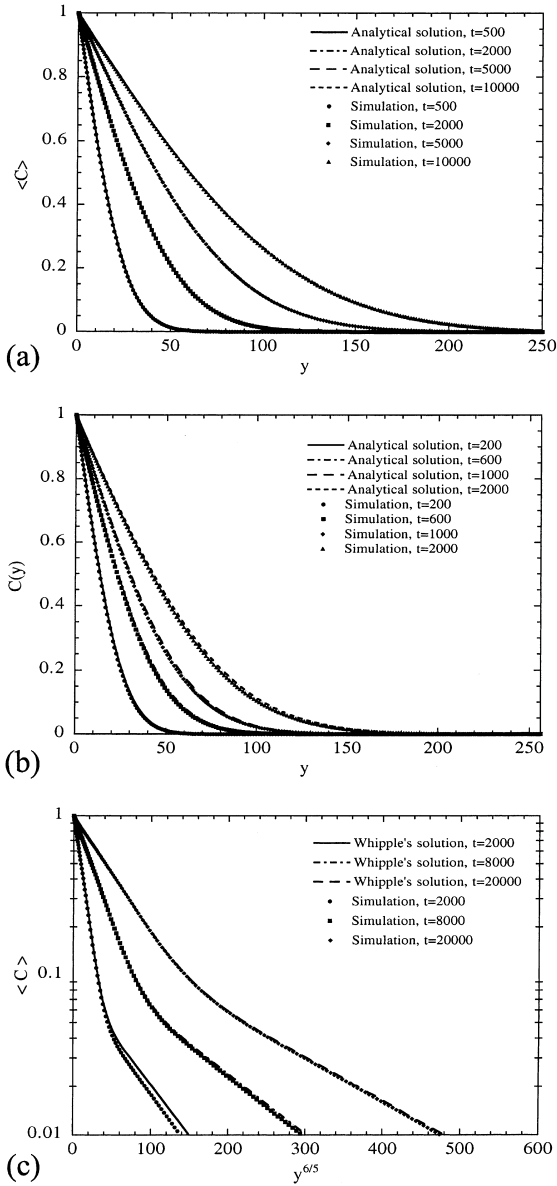 1
Analytical solution, t=500
Analytical solution, t=2000
0.8
Analytical solution, t=5000
Analytical solution, t=10000
Simulation, t=500
0.6
Simulation, t=2000
<C>
Simulation, t=5000
Simulation, t=10000
0.4
0.2
0
0 50 100 150 200 250
(a)
y
1
Analytical solution, t=200
Analytical solution, t=600
0.8
Analytical solution, t=1000
Analytical solution, t=2000
Simulation, t=200
0.6
Simulation, t=600
Simulation, t=1000
C(y)
Simulation, t=2000
0.4
0.2
0
0 50 100 150 200 250
(b)
y
1
Whipple's solution, t=2000
Whipple's solution, t=8000
Whipple's solution, t=20000
Simulation, t=2000
Simulation, t=8000
Simulation, t=20000
<C>
0.1
0.01
0 100 200 300 400 500 600
(c)
y6/5